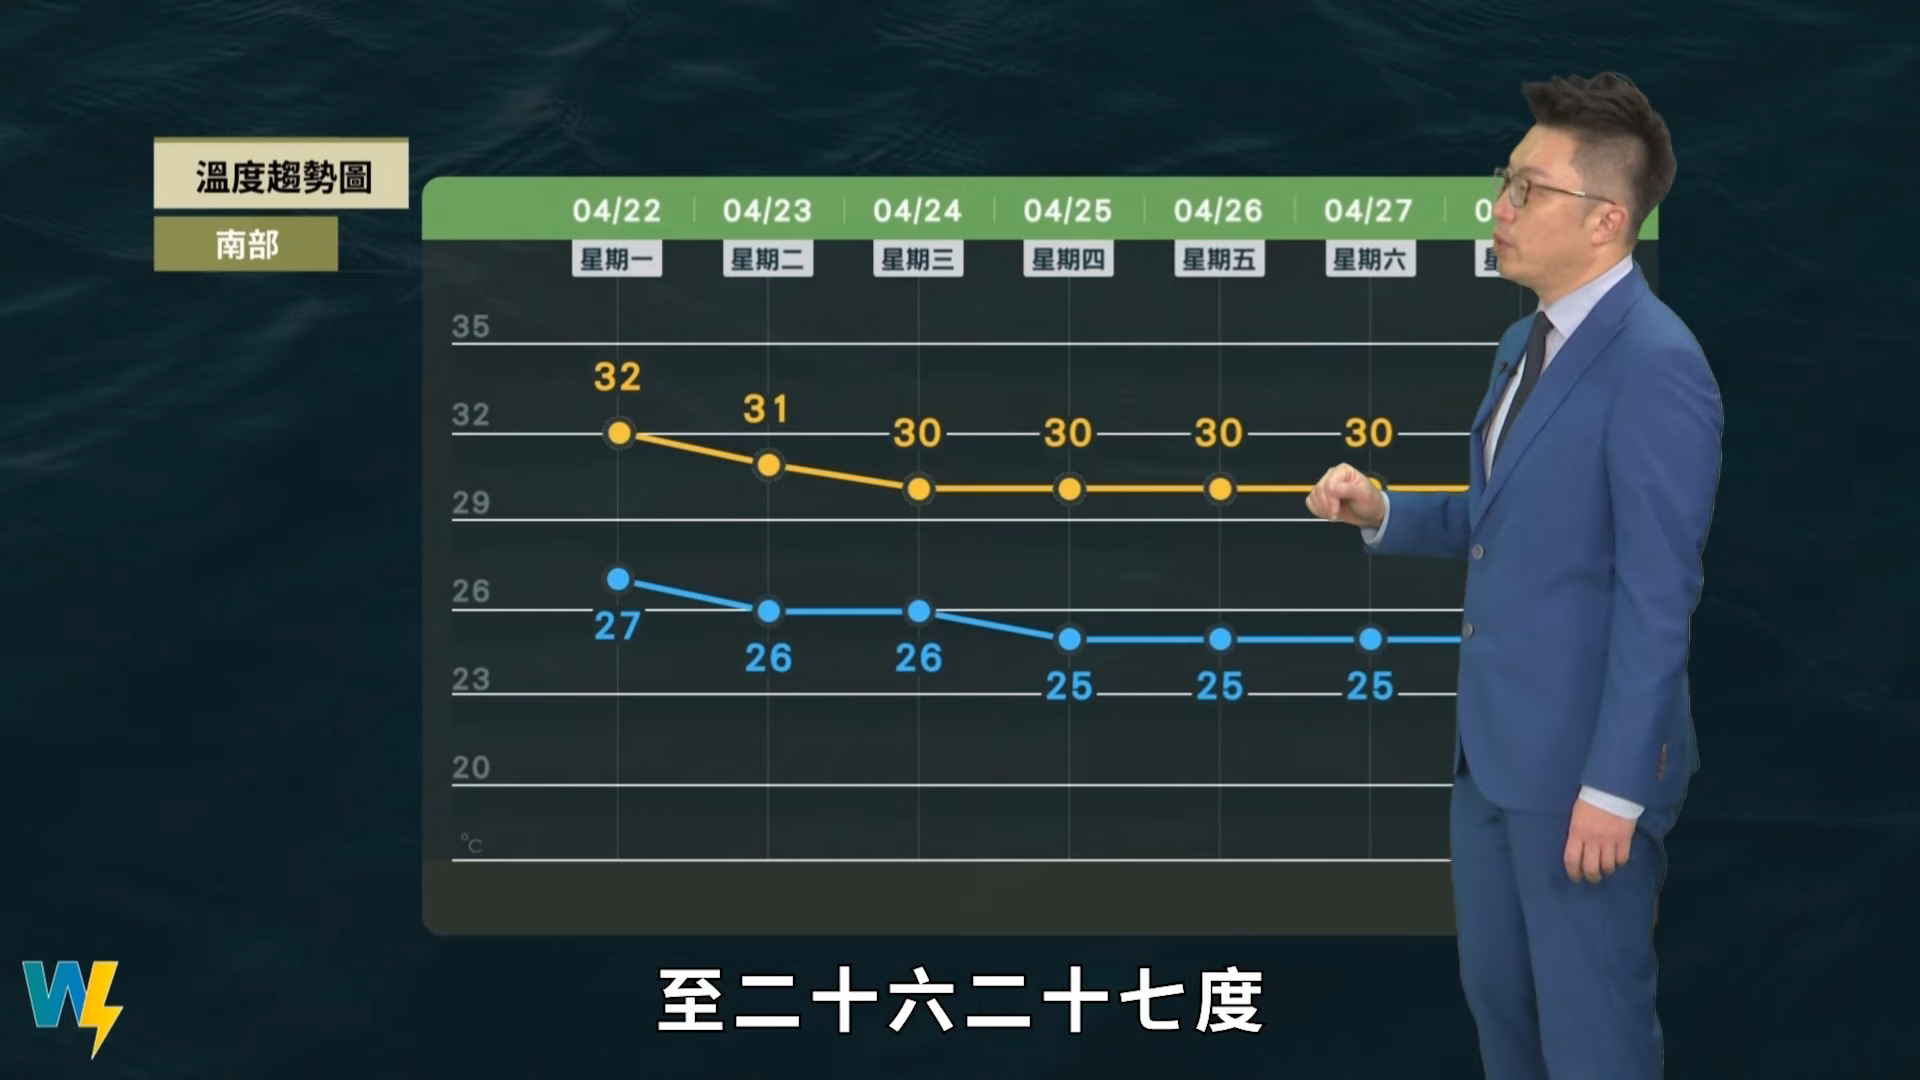 溫度趨勢圖
南部
04/22 04/23 04/24 04/25 04/26 04/27
星期一 星期二 星期三 星期四 星期五 星期六
35
32
29
26
23
20
°C
32 31 30 30 30 30
27 26 26 25 25 25
至二十六二十七度
W